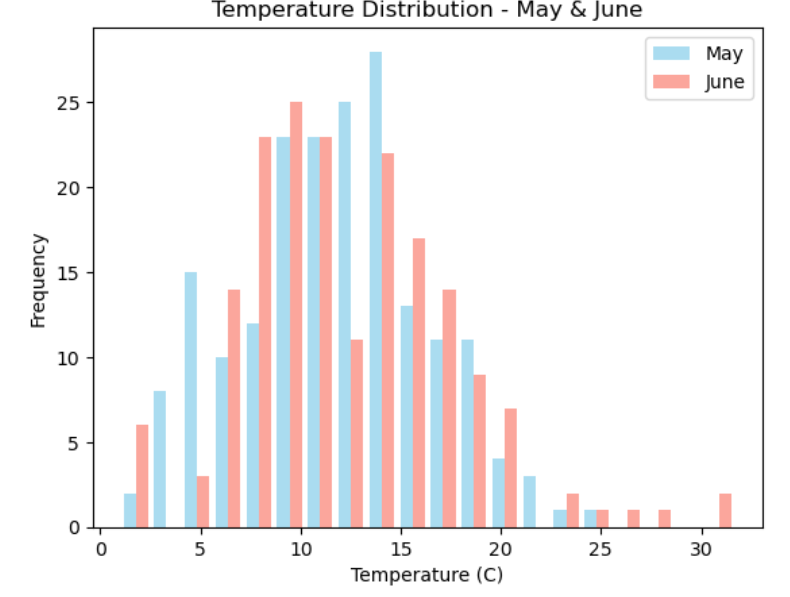 Temperature Distribution - May & June
May
June
25
20
15
10
5
0
Frequency
0 5 10 15 20 25 30
Temperature (C)